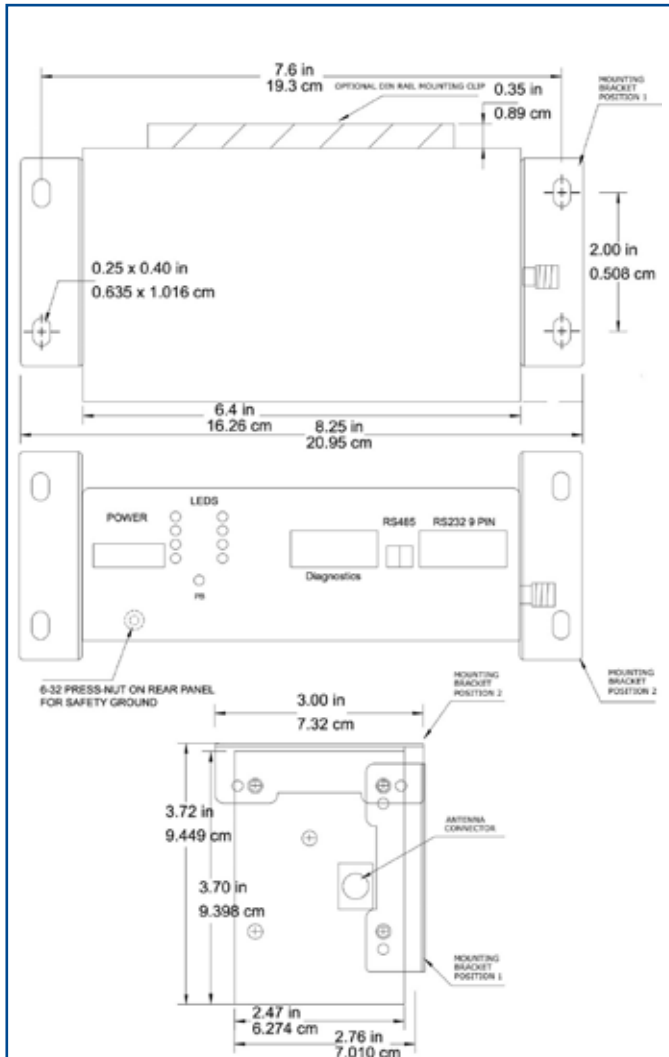 7.6 in
19.3 cm
OPTIONAL DIN RAIL MOUNTING CLIP
0.35 in
0.89 cm
MOUNTING
BRACKET
POSITION 1
0.25 x 0.40 in
0.635 x 1.016 cm
2.00 in
0.508 cm
6.4 in
16.26 cm
8.25 in
20.95 cm
LEDS
POWER
RS485
RS232 9 PIN
Diagnostics
PB
6-32 PRESS-NUT ON REAR PANEL
FOR SAFETY GROUND
MOUNTING
BRACKET
POSITION 2
MOUNTING
BRACKET
POSITION 2
3.00 in
7.32 cm
3.72 in
9.449 cm
ANTENNA
CONNECTOR
3.70 in
9.398 cm
MOUNTING
BRACKET
POSITION 1
2.47 in
6.274 cm
2.76 in
7.010 cm